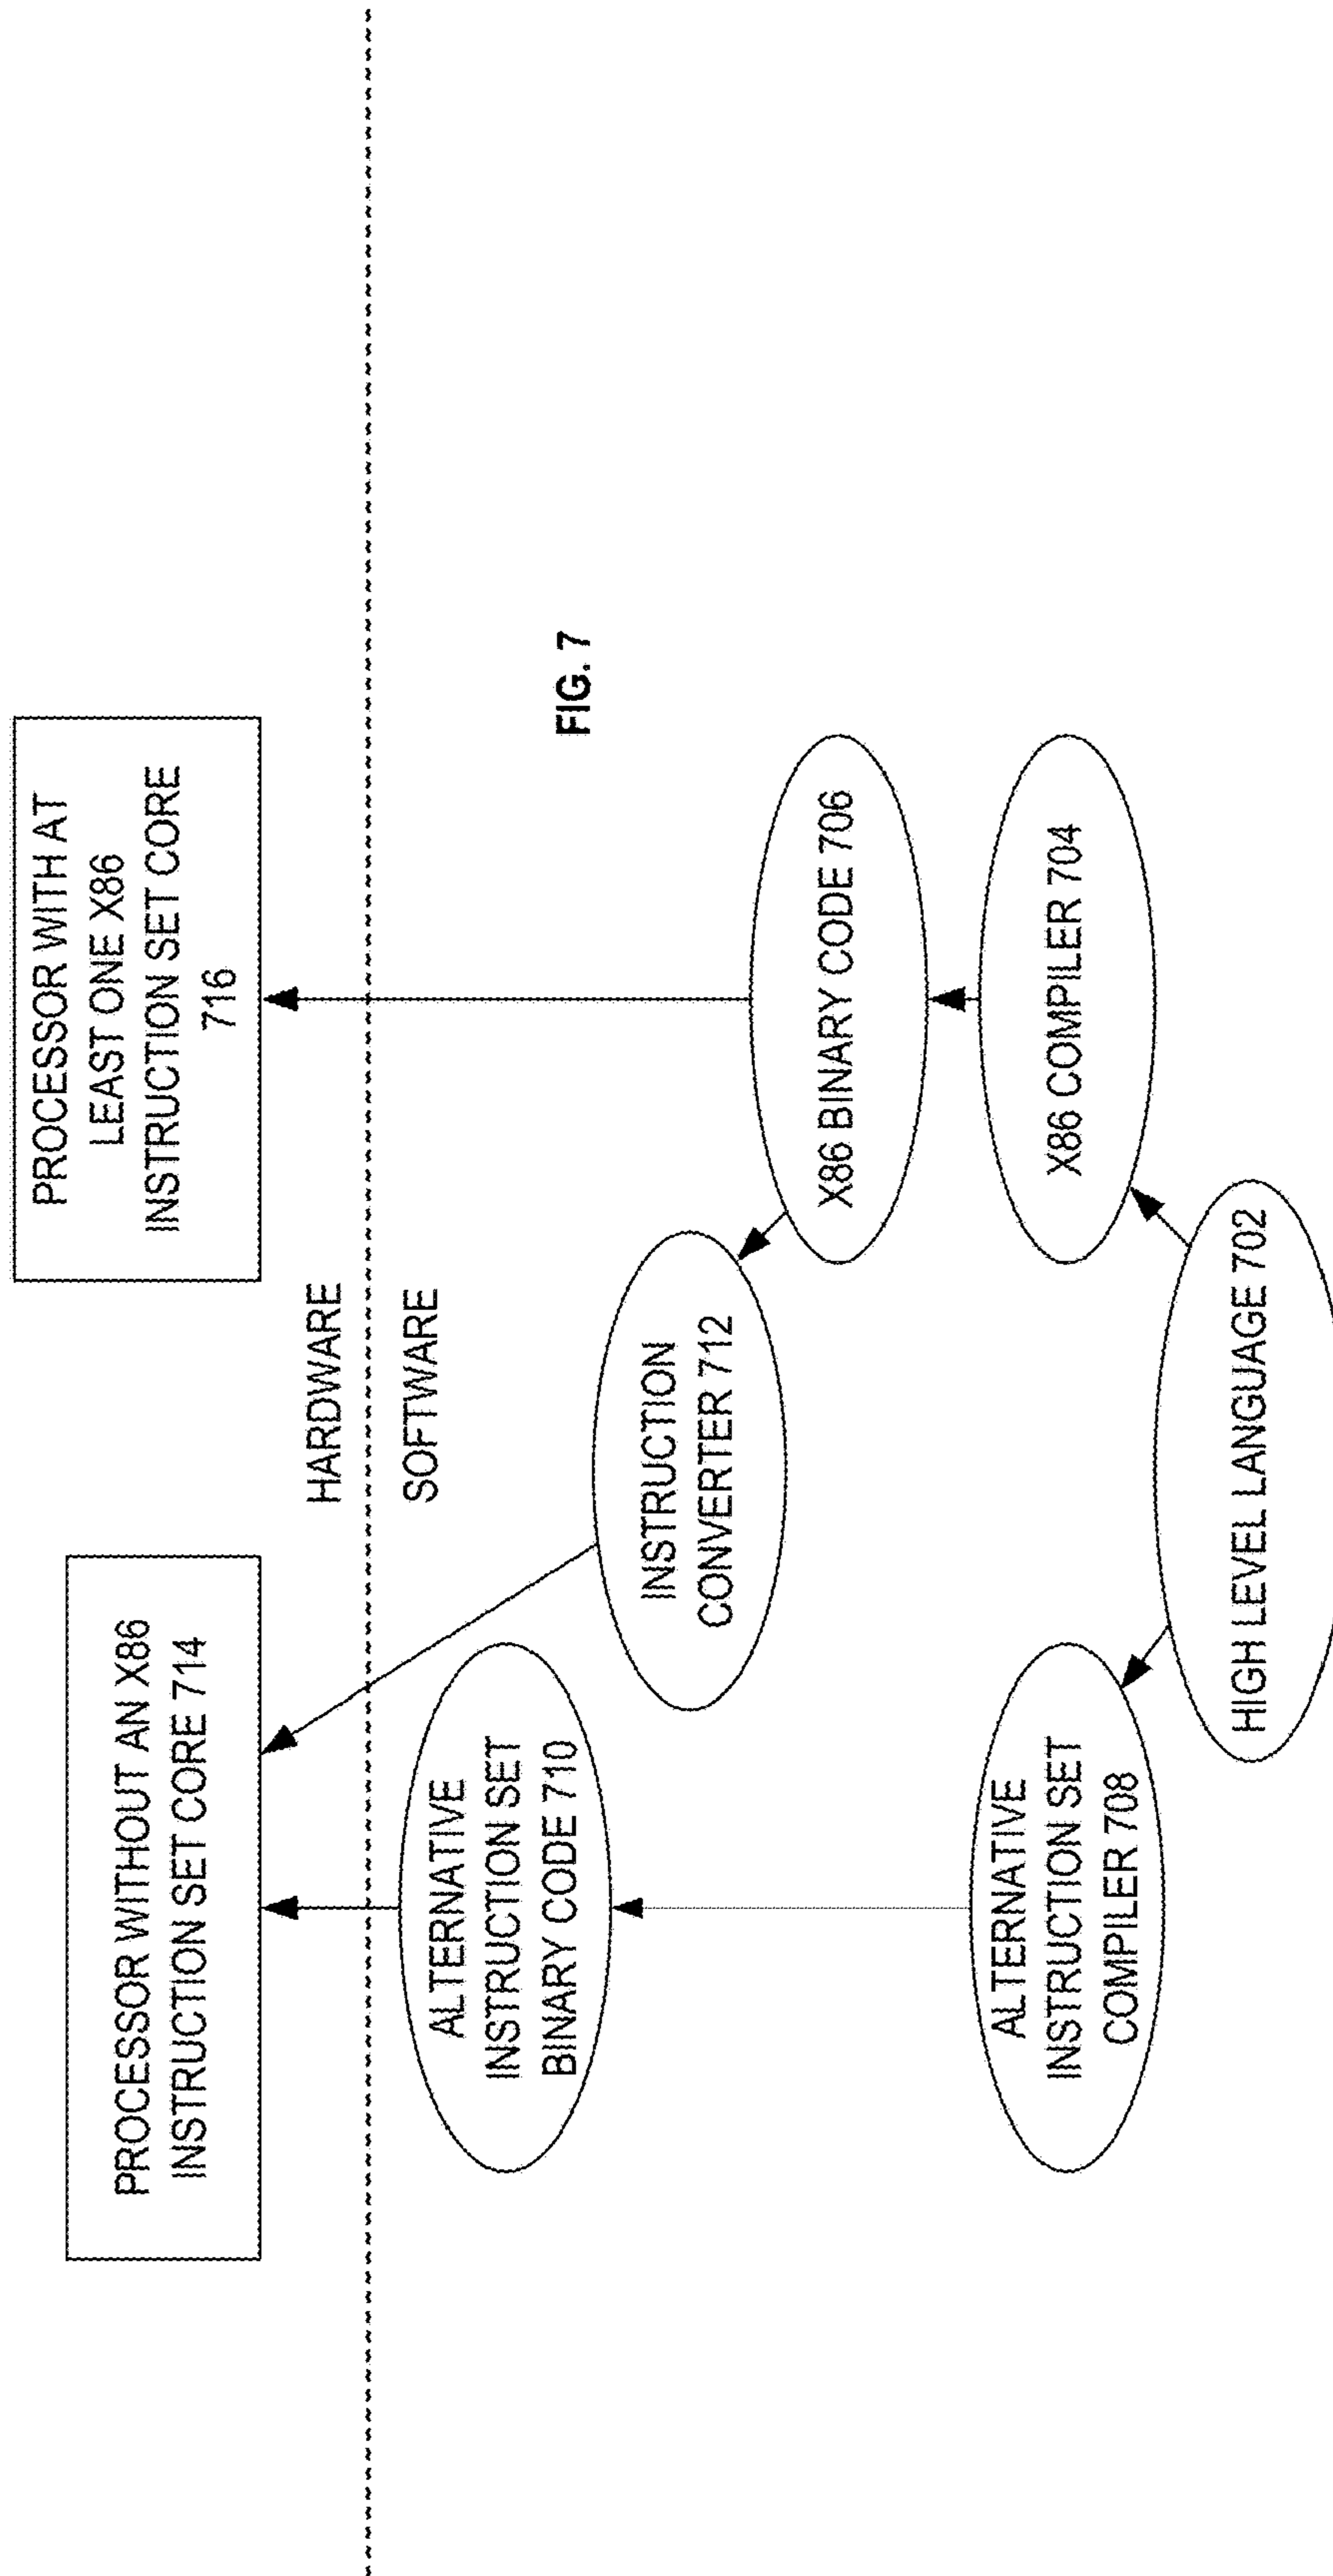 PROCESSOR WITHOUT AN X86
INSTRUCTION SET CORE 714
PROCESSOR WITH AT
LEAST ONE X86
INSTRUCTION SET CORE
716
HARDWARE
SOFTWARE
ALTERNATIVE
INSTRUCTION SET
BINARY CODE 710
INSTRUCTION
CONVERTER 712
FIG. 7
X86 BINARY CODE 706
ALTERNATIVE
INSTRUCTION SET
COMPILER 708
X86 COMPILER 704
HIGH LEVEL LANGUAGE 702